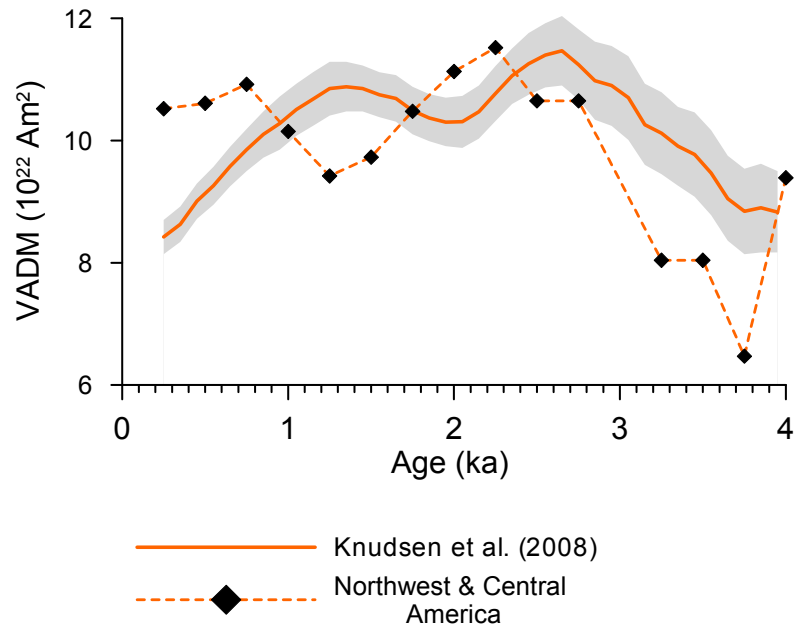 12
10
8
6
VADM (10²² Am²)
0 1 2 3 4
Age (ka)
Knudsen et al. (2008)
Northwest & Central
America